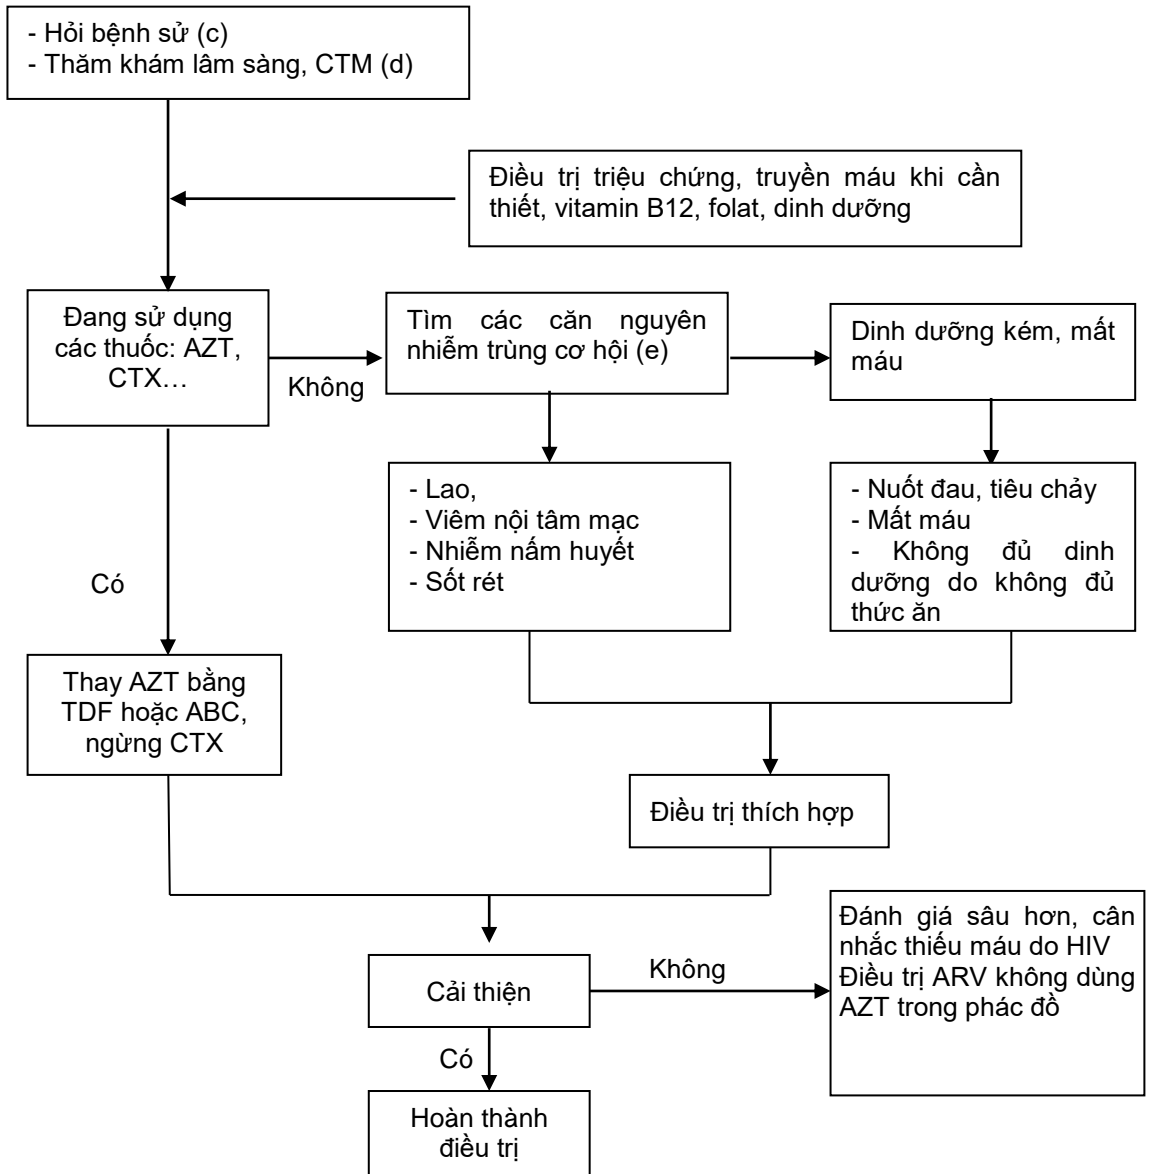 - Hỏi bệnh sử (c)
- Thăm khám lâm sàng, CTM (d)
Điều trị triệu chứng, truyền máu khi cần
thiết, vitamin B12, folat, dinh dưỡng
Đang sử dụng
các thuốc: AZT,
CTX…
Không
Tìm các căn nguyên
nhiễm trùng cơ hội (e)
Dinh dưỡng kém, mất
máu
- Lao,
- Viêm nội tâm mạc
- Nhiễm nấm huyết
- Sốt rét
- Nuốt đau, tiêu chảy
- Mất máu
- Không đủ dinh
dưỡng do không đủ
thức ăn
Có
Thay AZT bằng
TDF hoặc ABC,
ngừng CTX
Điều trị thích hợp
Cải thiện
Không
Đánh giá sâu hơn, cân
nhắc thiếu máu do HIV
Điều trị ARV không dùng
AZT trong phác đồ
Có
Hoàn thành
điều trị